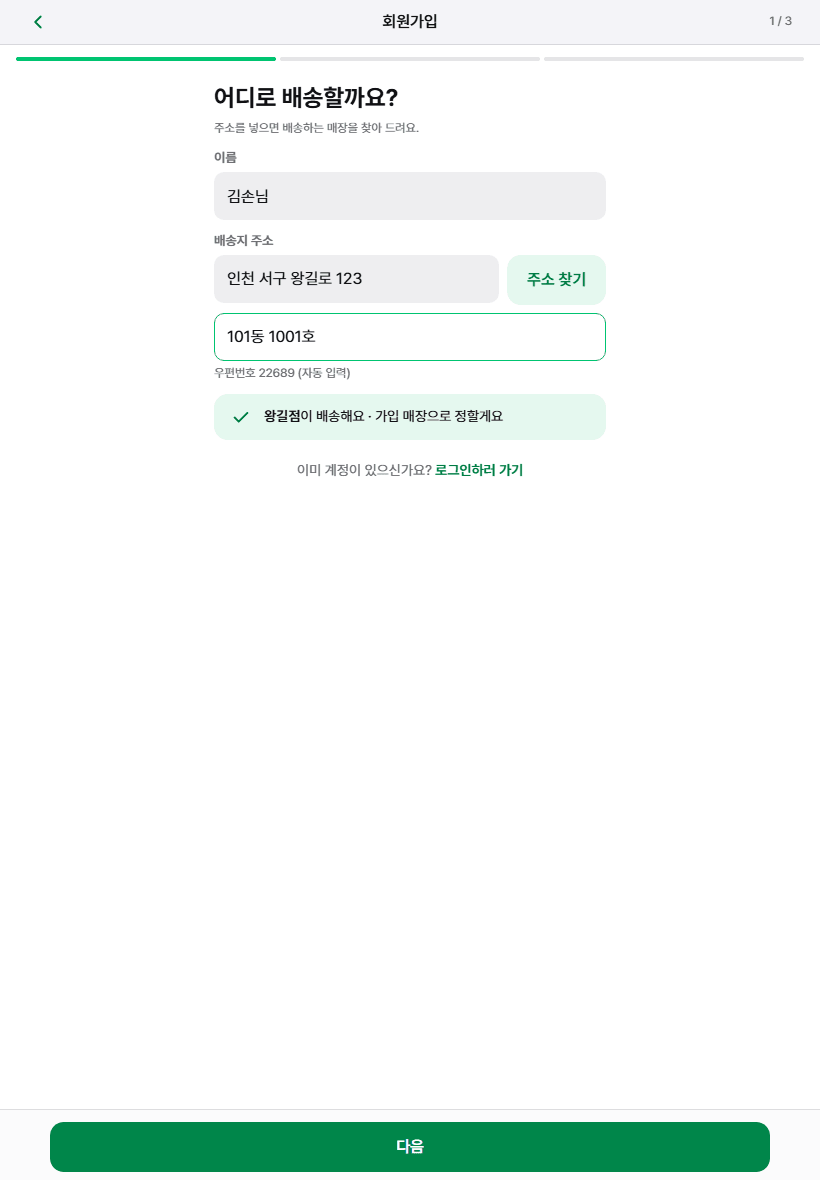 회원가입
1 / 3
어디로 배송할까요?
주소를 넣으면 배송하는 매장을 찾아 드려요.
이름
김손님
배송지 주소
인천 서구 왕길로 123
주소 찾기
101동 1001호
우편번호 22689 (자동 입력)
왕길점이 배송해요 · 가입 매장으로 정할게요
이미 계정이 있으신가요? 로그인하러 가기
다음